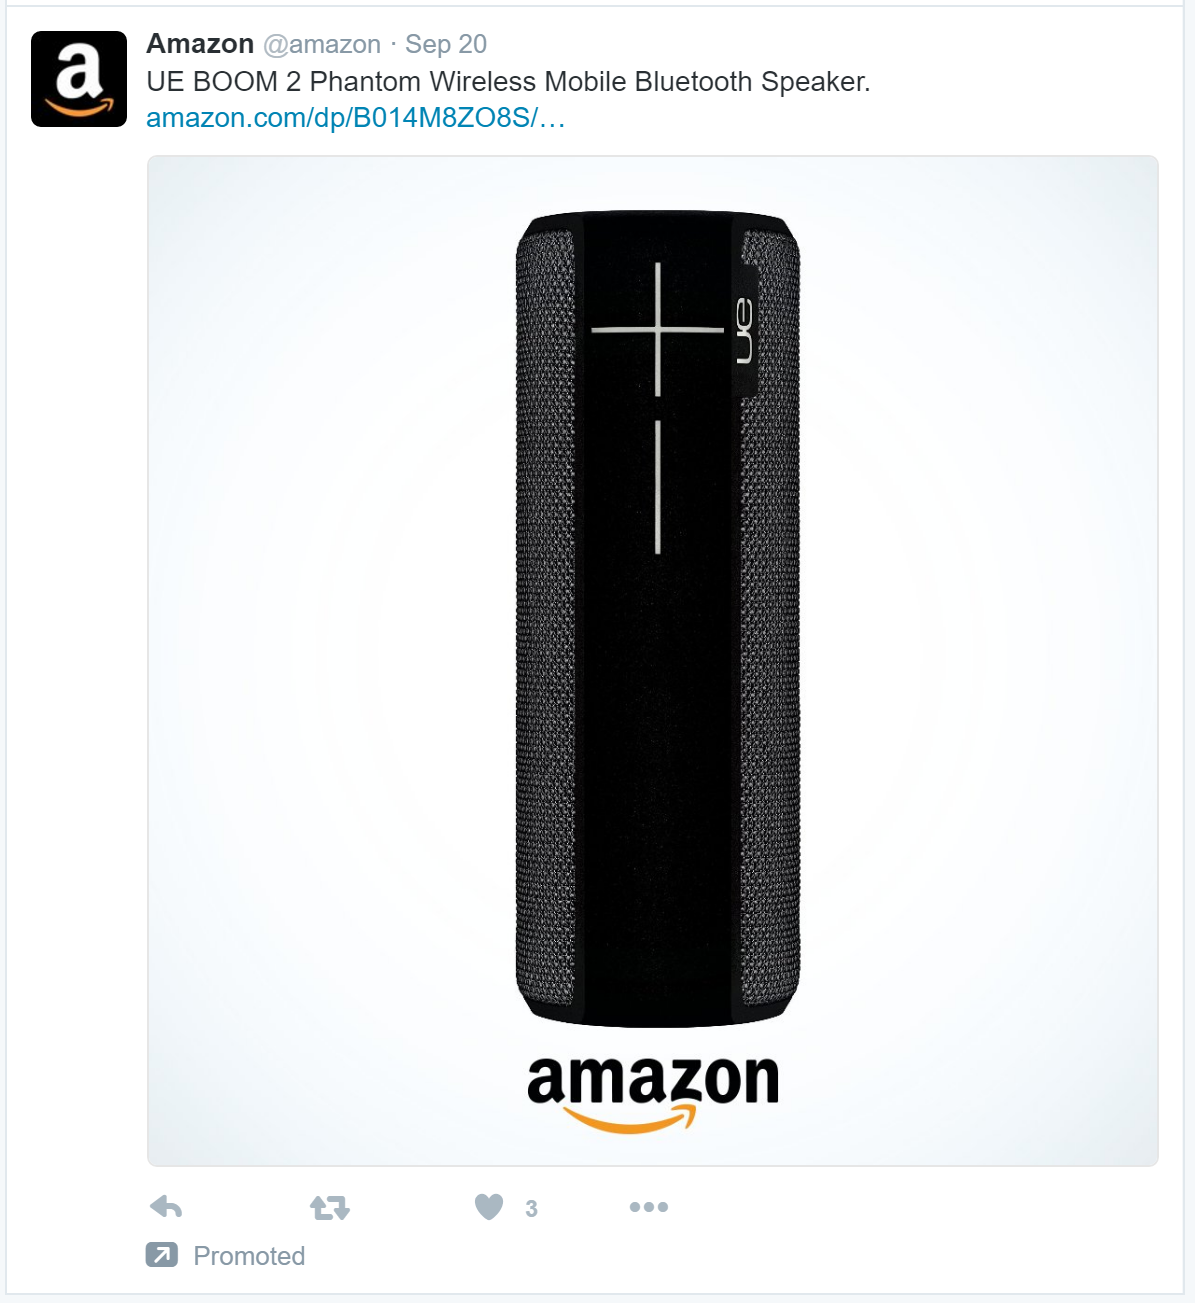 Amazon @amazon · Sep 20
UE BOOM 2 Phantom Wireless Mobile Bluetooth Speaker.
amazon.com/dp/B014M8ZO8S/…
a
ue
amazon
3
Promoted